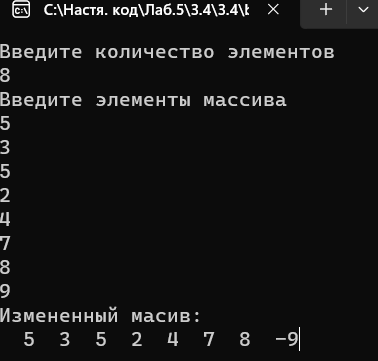 C:\Настя. код\Лаб.5\3.4\3.4\b
Введите количество элементов
8
Введите элементы массива
5
3
5
2
4
7
8
9
Измененный масив:
5 3 5 2 4 7 8 -9